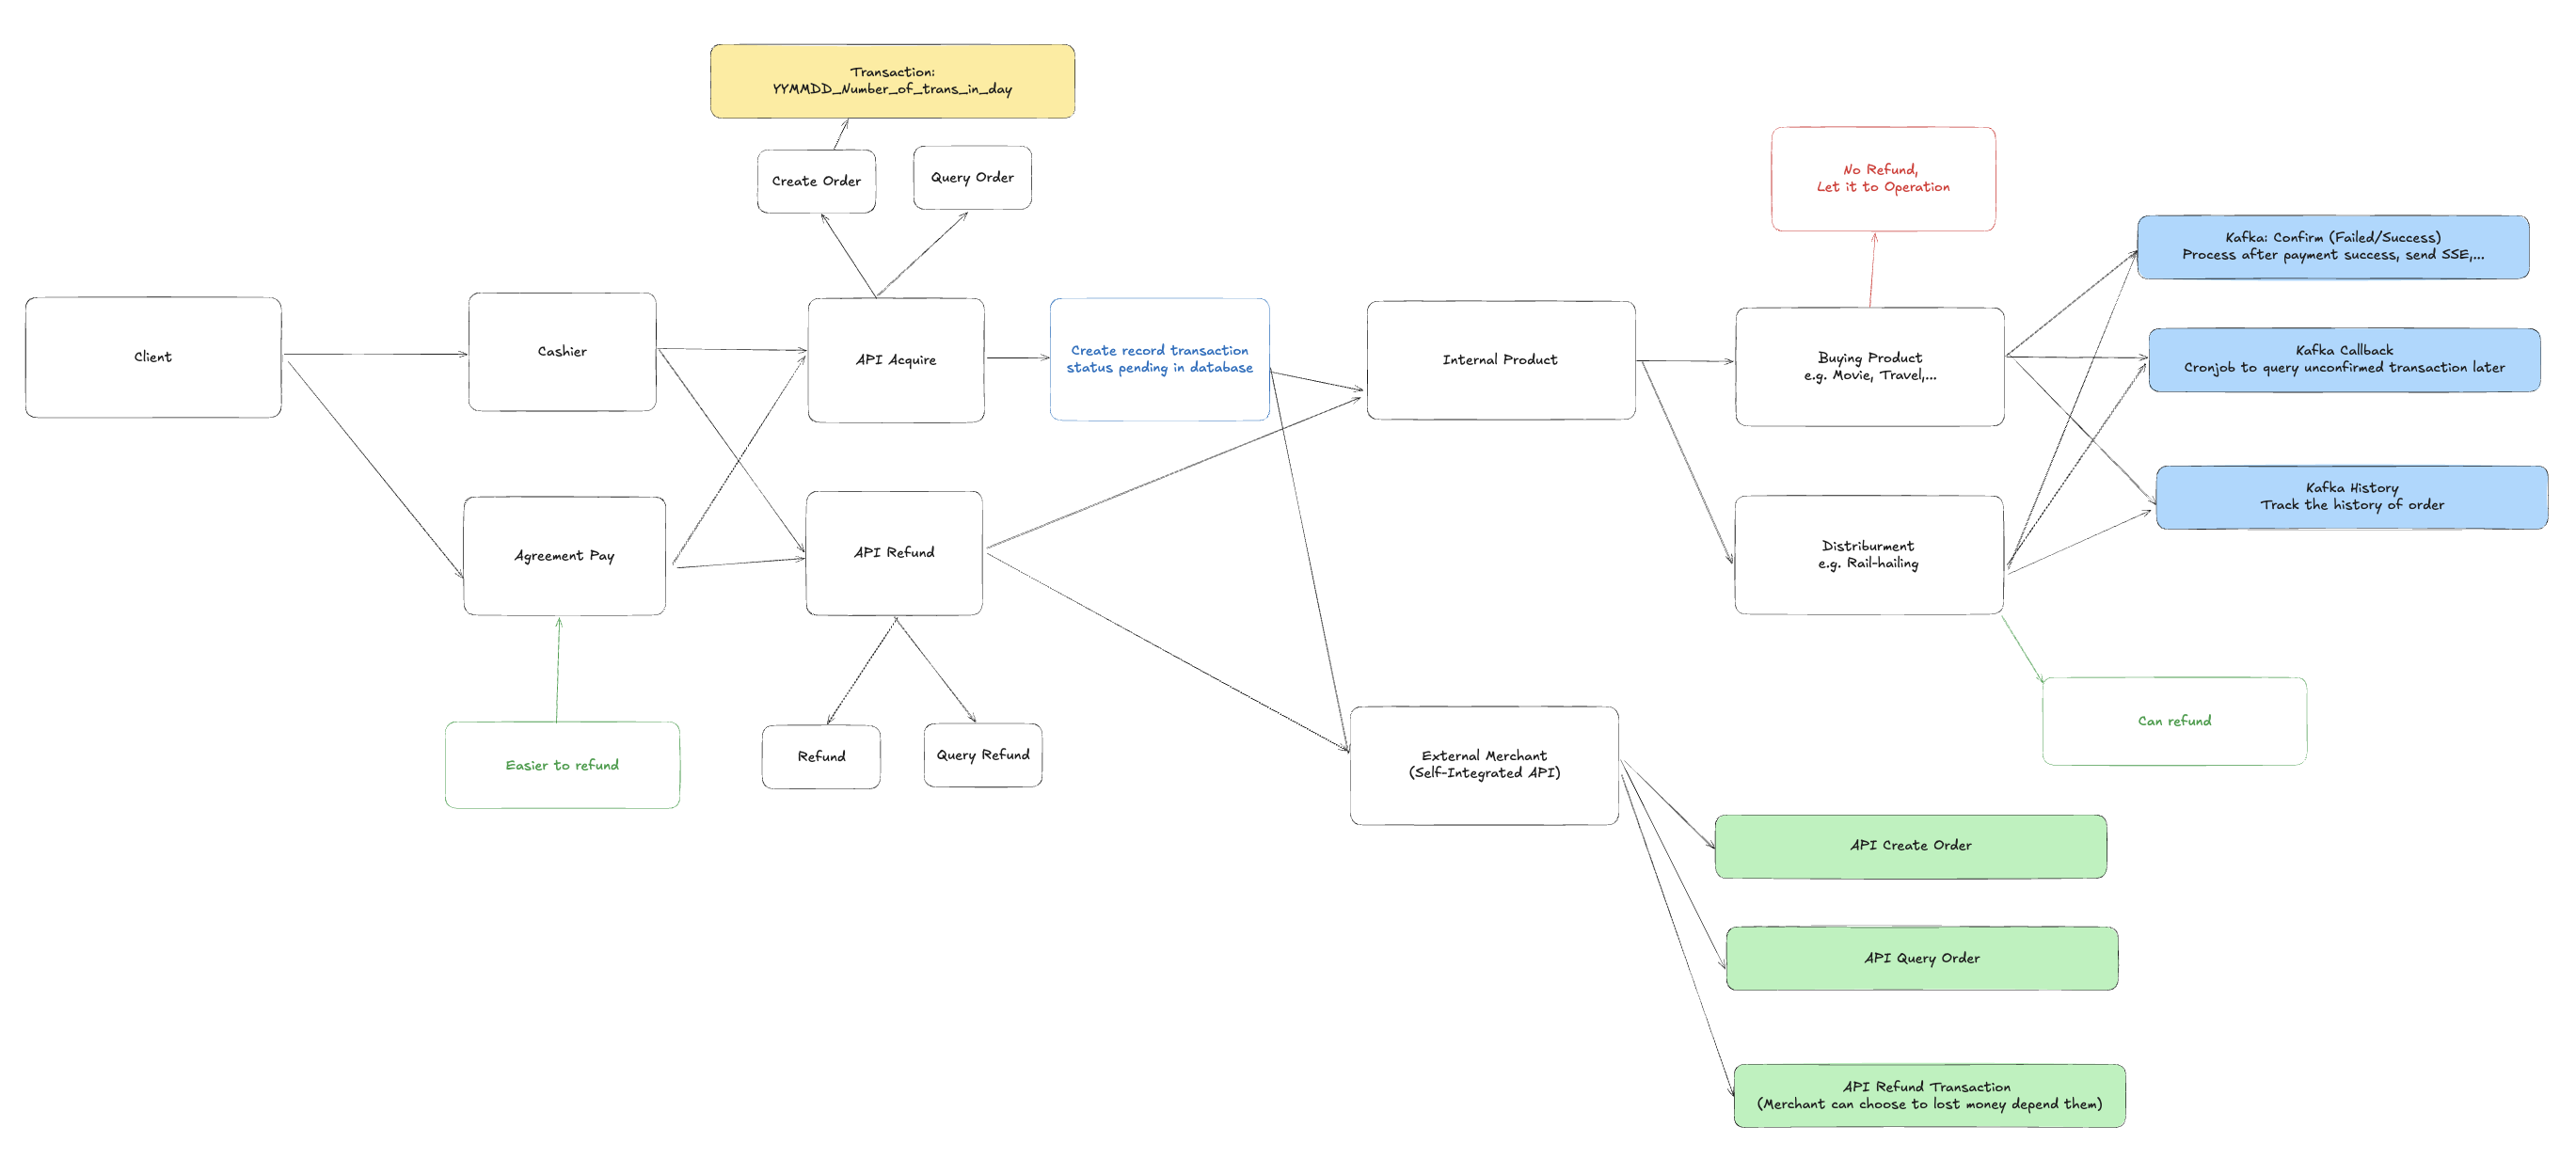 Transaction:
YYMMDD_Number_of_trans_in_day
Create Order
Query Order
No Refund,
Let it to Operation
Kafka: Confirm (Failed/Success)
Process after payment success, send SSE,...
Client
Cashier
API Acquire
Create record transaction
status pending in database
Internal Product
Buying Product
e.g. Movie, Travel,...
Kafka Callback
Cronjob to query unconfirmed transaction later
Kafka History
Track the history of order
Agreement Pay
API Refund
Distriburment
e.g. Rail-hailing
Easier to refund
Refund
Query Refund
Can refund
External Merchant
(Self-Integrated API)
API Create Order
API Query Order
API Refund Transaction
(Merchant can choose to lost money depend them)